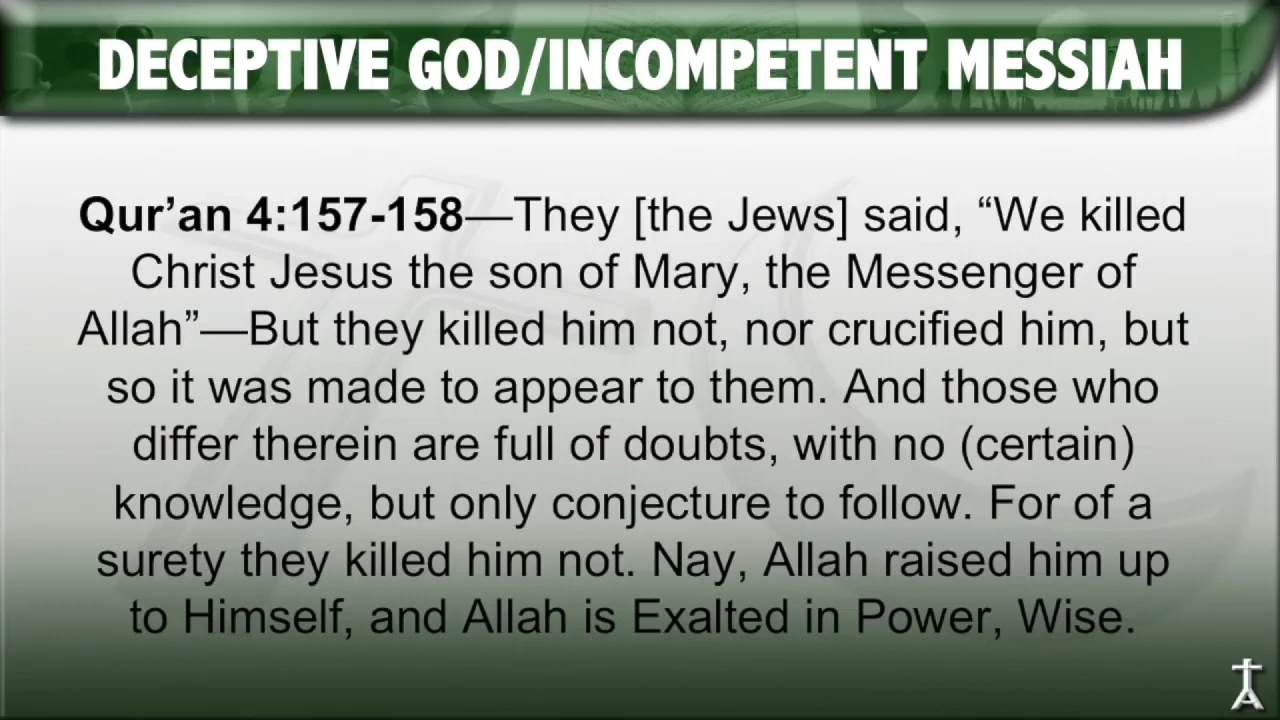 DECEPTIVE GOD/INCOMPETENT MESSIAH
Qur’an 4:157-158—They [the Jews] said, “We killed
Christ Jesus the son of Mary, the Messenger of
Allah”—But they killed him not, nor crucified him, but
so it was made to appear to them. And those who
differ therein are full of doubts, with no (certain)
knowledge, but only conjecture to follow. For of a
surety they killed him not. Nay, Allah raised him up
to Himself, and Allah is Exalted in Power, Wise.